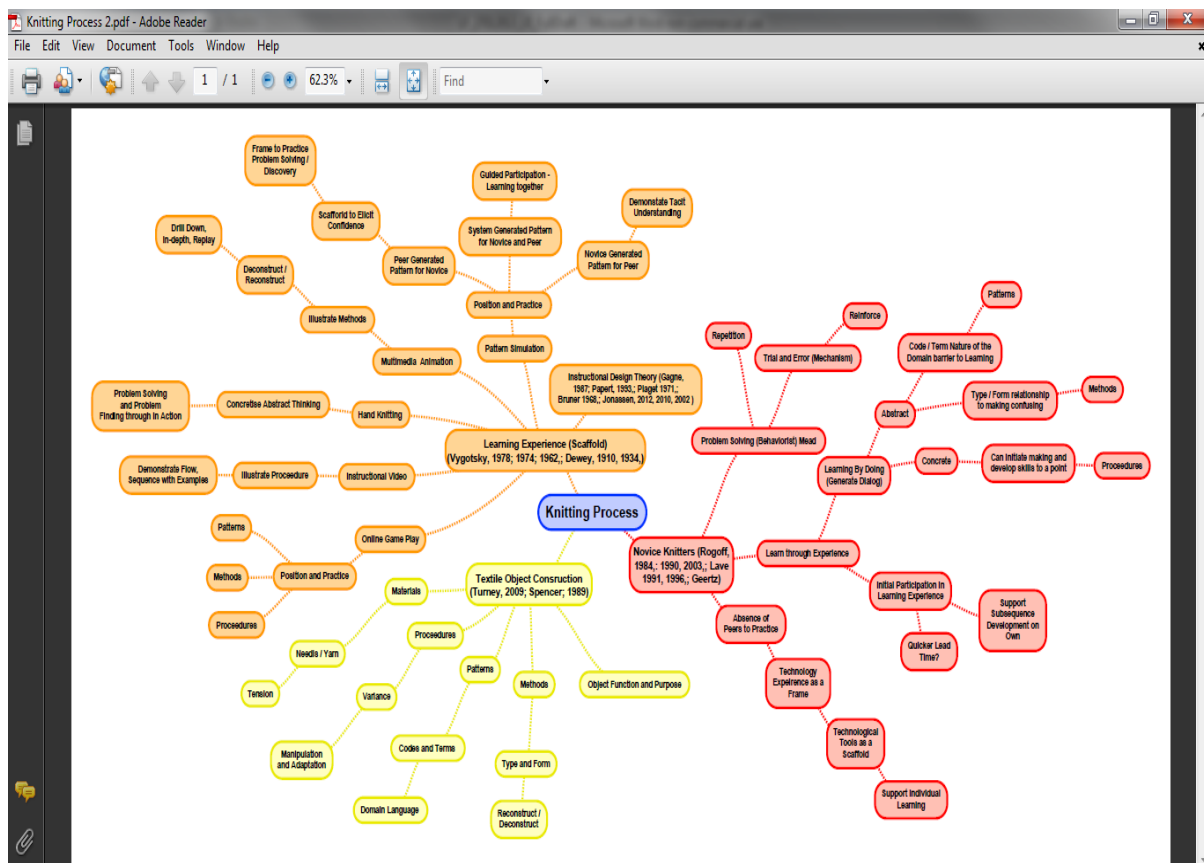 Knitting Process 2.pdf - Adobe Reader
File Edit View Document Tools Window Help
1 / 1 62.3% Find
Frame to Practice
Problem Solving /
Discovery
Scafforld to Elicit
Confidence
Peer Generated
Pattern for Novice
Guided Participation -
Learning together
System Generated Pattern
for Novice and Peer
Demonstate Tacit
Understanding
Novice Generated
Pattern for Peer
Position and Practice
Pattern Simulation
Drill Down,
In-depth, Replay
Deconstruct /
Reconstruct
Illustrate Methods
Multimedia Animation
Instructional Design Theory (Gagne,
1987; Papert, 1993,; Piaget 1971,;
Bruner 1968,; Jonassen, 2012, 2010, 2002 )
Problem Solving
and Problem
Finding through in Action
Concretise Abstract Thinking
Hand Knitting
Learning Experience (Scaffold)
(Vygotsky, 1978; 1974; 1962,; Dewey, 1910, 1934,)
Demonstrate Flow,
Sequence with Examples
Illustrate Proceedure
Instructional Video
Knitting Process
Online Game Play
Position and Practice
Patterns
Methods
Proceedures
Textile Object Consruction
(Turney, 2009; Spencer; 1989)
Materials
Needls / Yarn
Tension
Proceedures
Variance
Manipulation
and Adaptation
Patterns
Codes and Terms
Domain Language
Methods
Type and Form
Reconstruct /
Deconstruct
Object Function and Purpose
Novice Knitters (Rogoff,
1984,: 1990, 2003,; Lave
1991, 1996,; Geertz)
Problem Solving (Behaviorist) Mead
Repetition
Trial and Error (Mechanism)
Reinforce
Learn through Experience
Learning By Doing
(Generate Dialog)
Abstract
Code / Term Nature of the
Domain barrier to Learning
Patterns
Type / Form relationship
to making confusing
Methods
Concrete
Can initiate making and
develop skills to a point
Proceedures
Initial Participation in
Learning Experience
Support
Subsequence
Development on
Own
Quicker Lead
Time?
Absence of
Peers to Practice
Technology
Expeirence as a
Frame
Technological
Tools as a
Scaffold
Support Individual
Learning